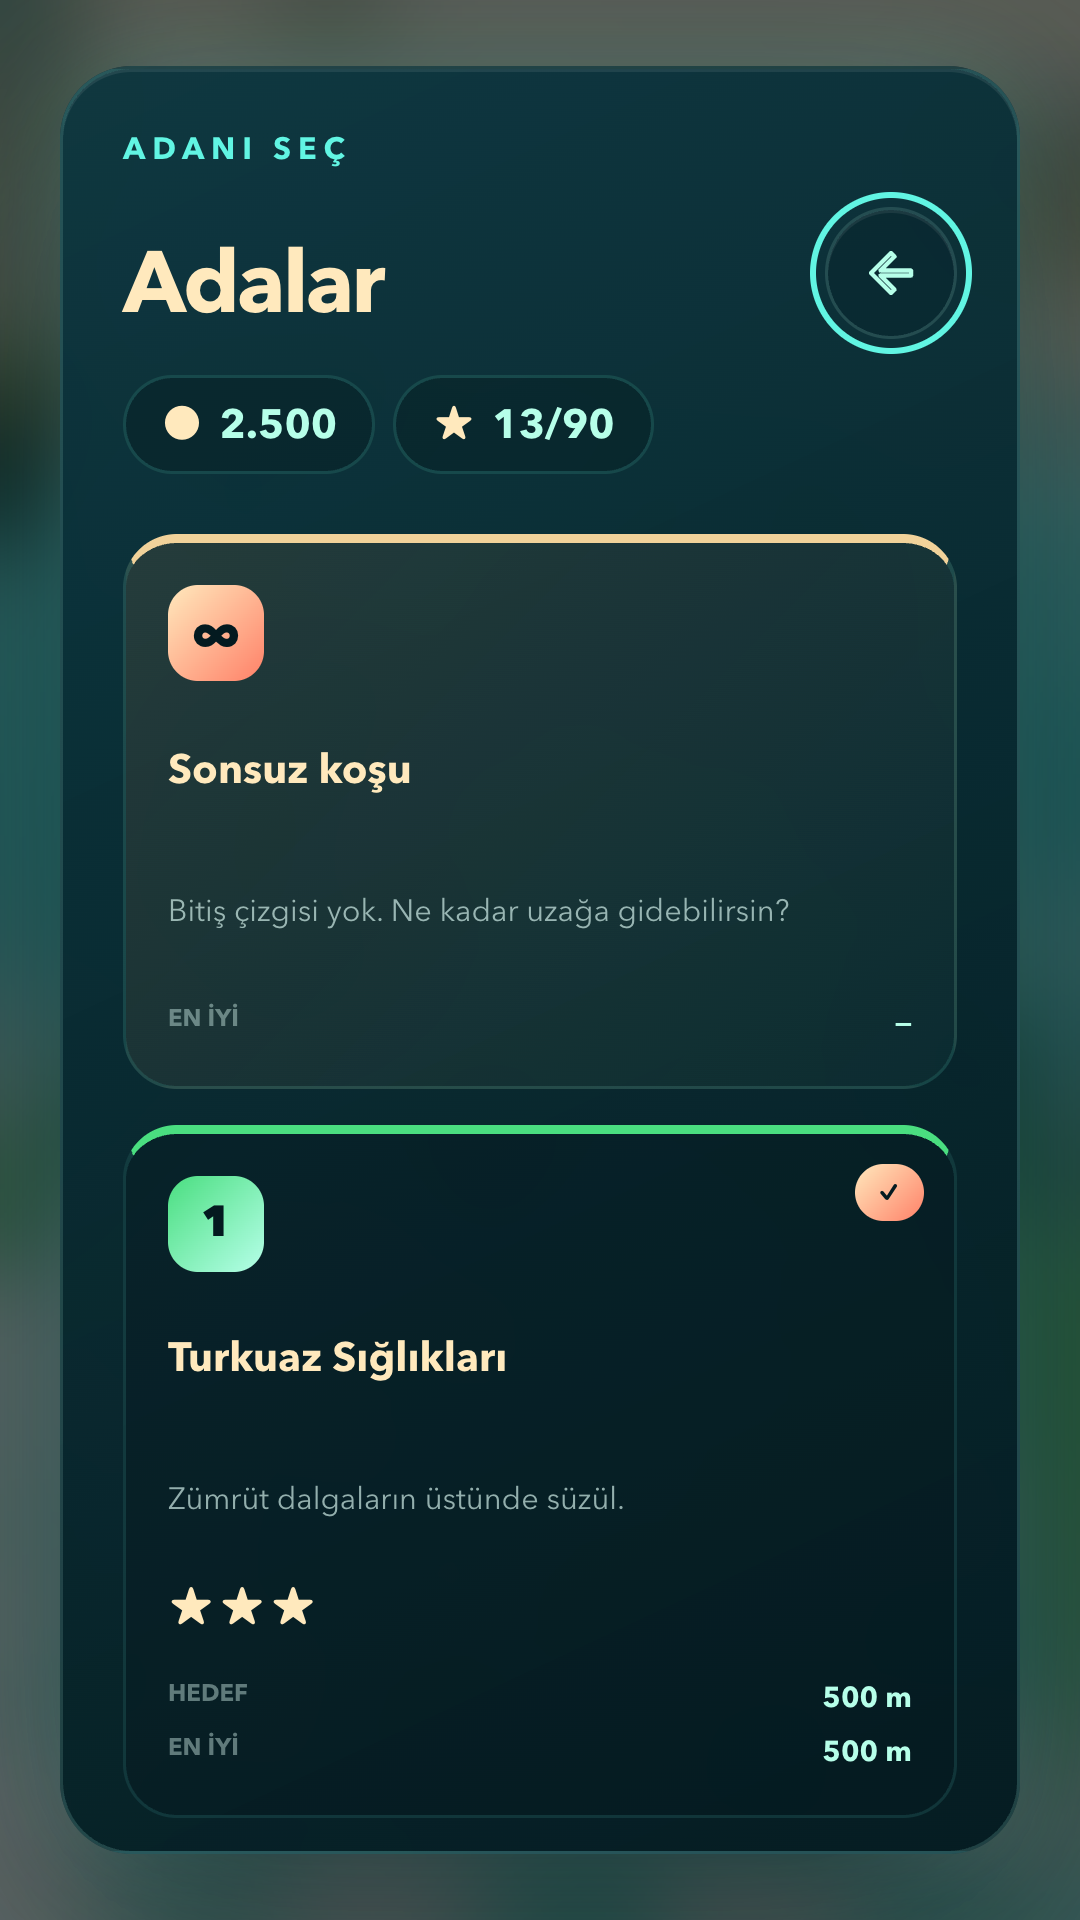 ADANI SEÇ
Adalar
2.500
13/90
∞
Sonsuz koşu
Bitiş çizgisi yok. Ne kadar uzağa gidebilirsin?
EN İYİ
–
1
Turkuaz Sığlıkları
Zümrüt dalgaların üstünde süzül.
HEDEF
500 m
EN İYİ
500 m